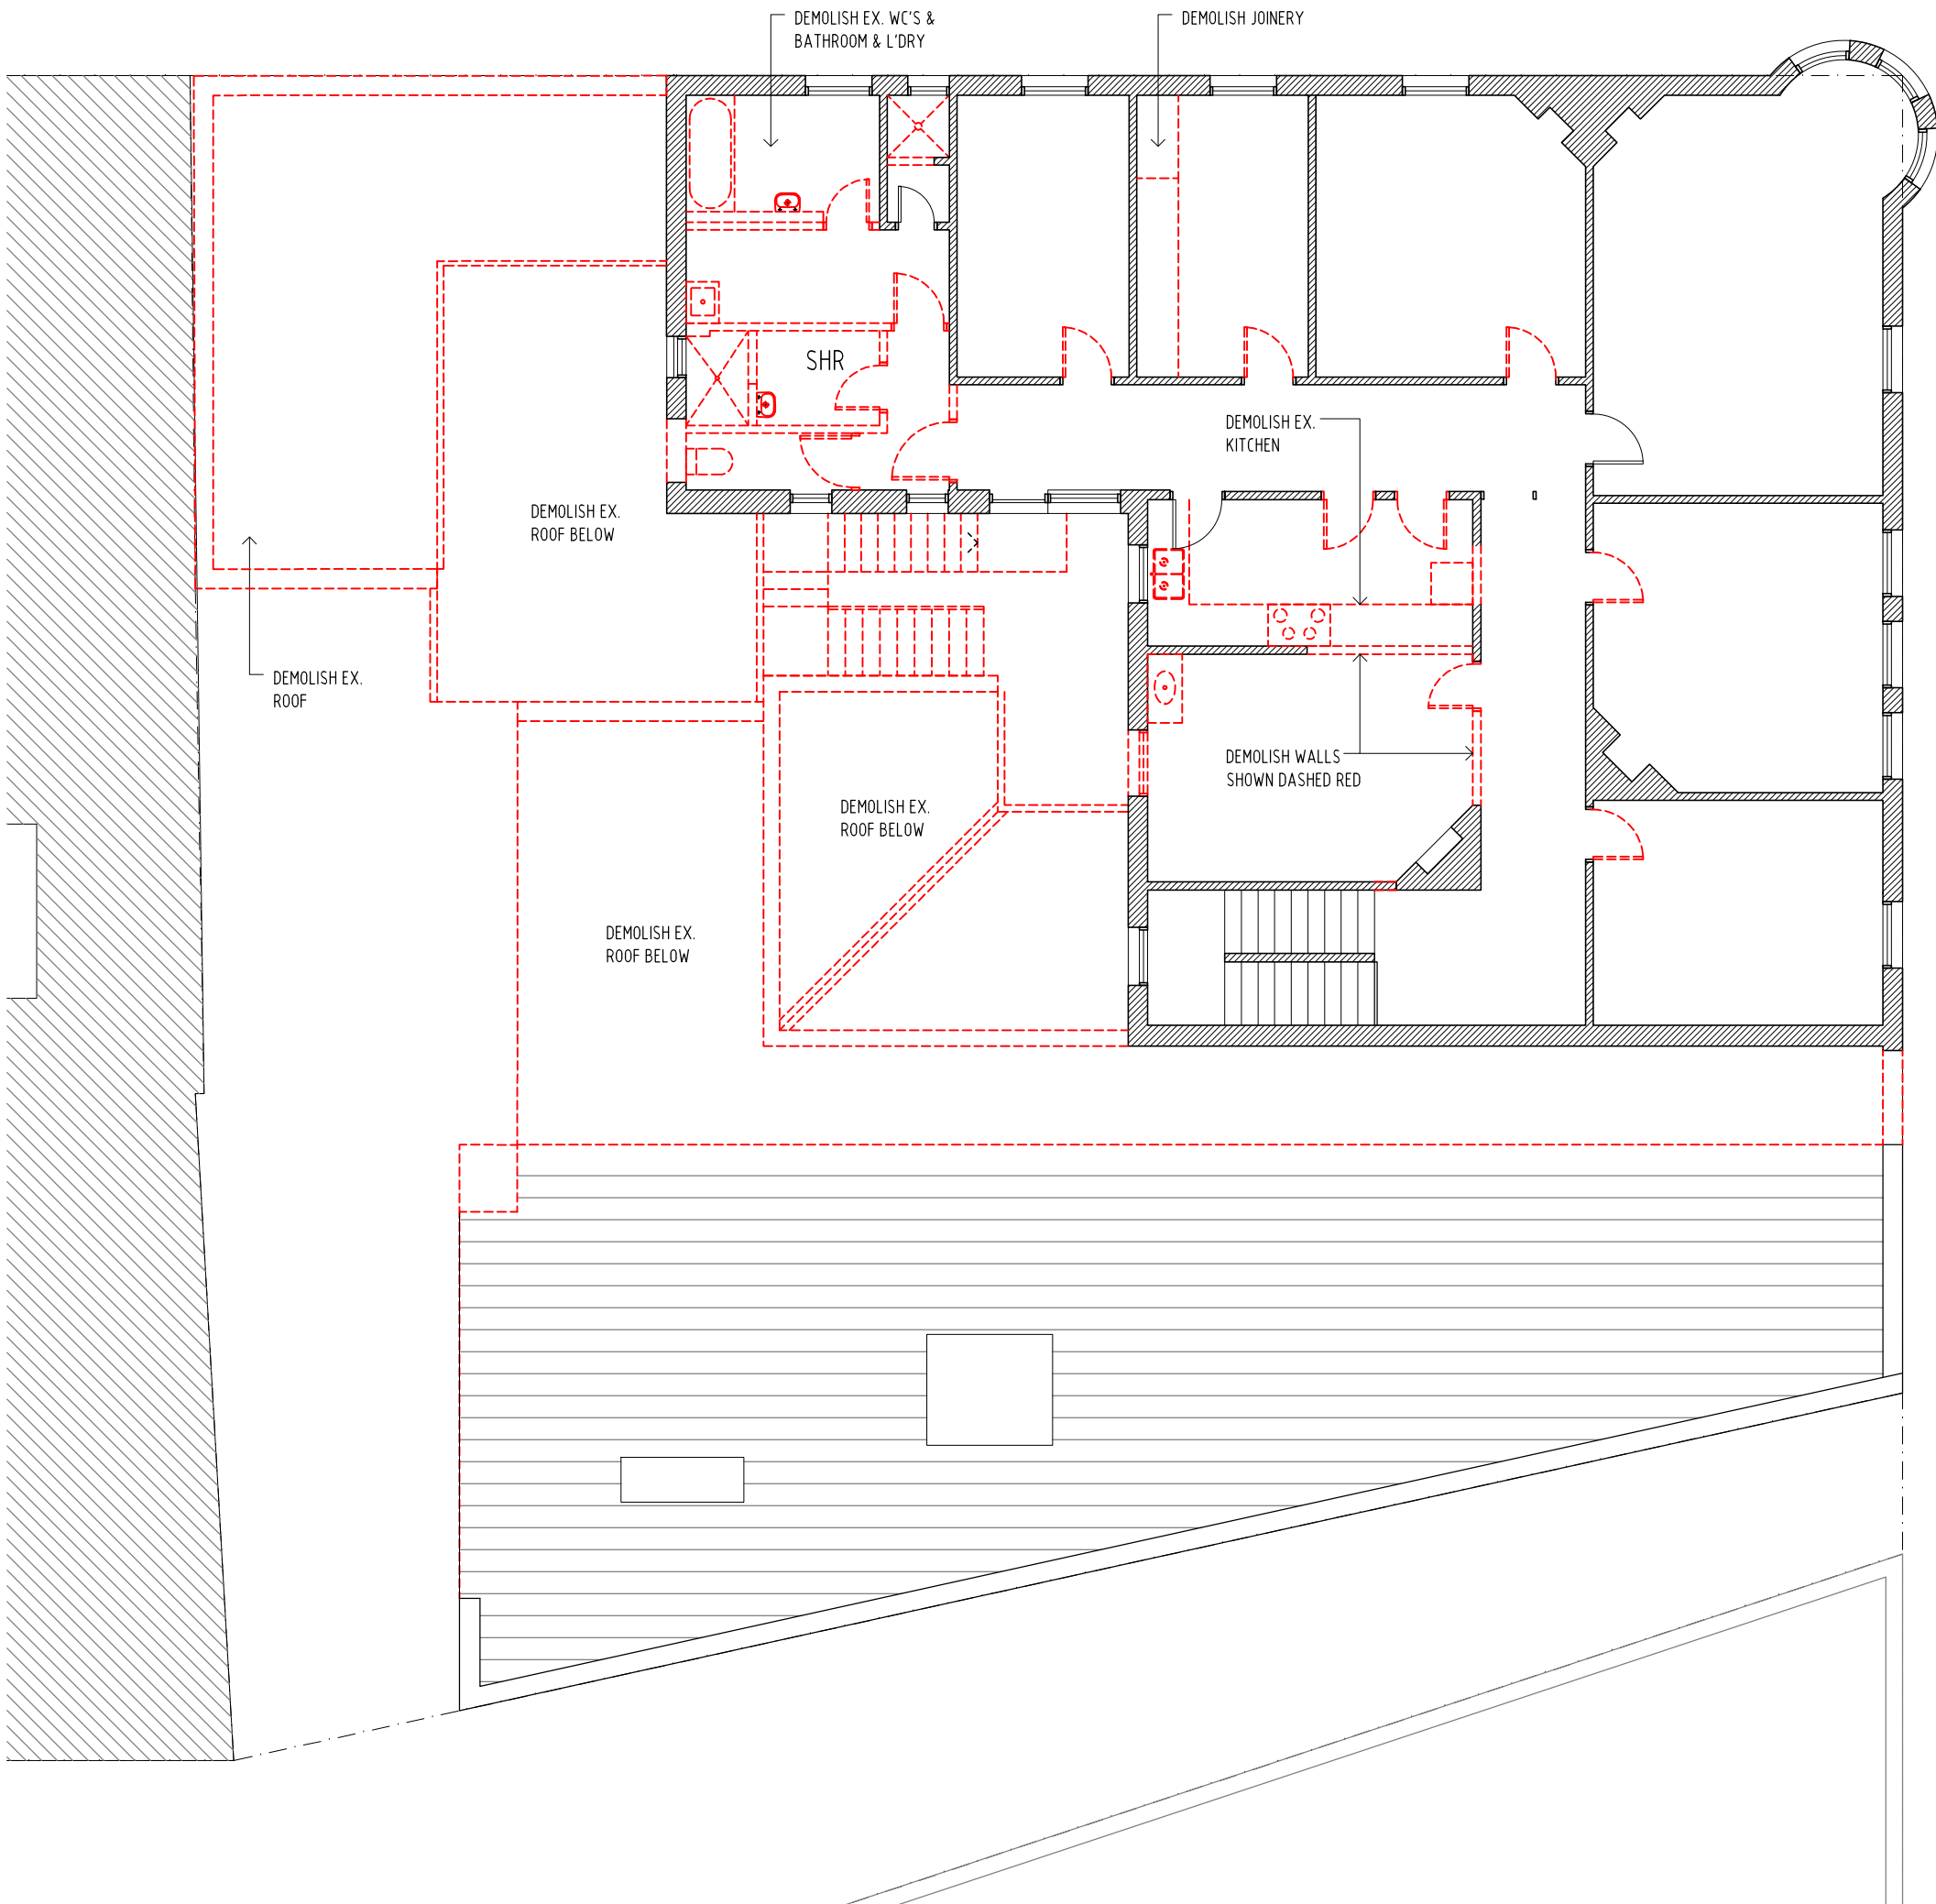 DEMOLISH EX. WC'S &
BATHROOM & L'DRY
DEMOLISH JOINERY
SHR
DEMOLISH EX.
KITCHEN
DEMOLISH EX.
ROOF BELOW
DEMOLISH EX.
ROOF
DEMOLISH WALLS
SHOWN DASHED RED
DEMOLISH EX.
ROOF BELOW
DEMOLISH EX.
ROOF BELOW